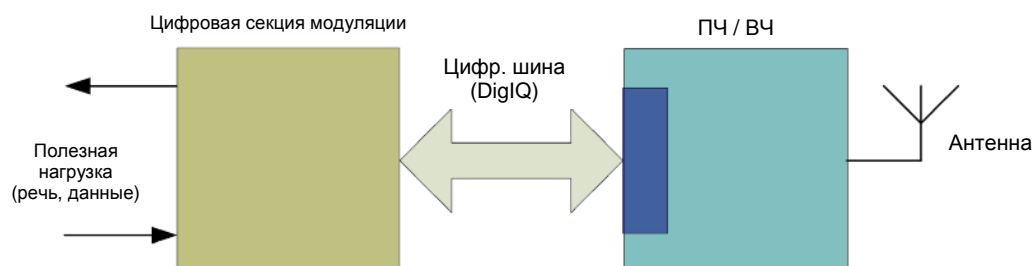 Цифровая секция модуляции
ПЧ / ВЧ
Цифр. шина
(DigIQ)
Полезная
нагрузка
(речь, данные)
Антенна